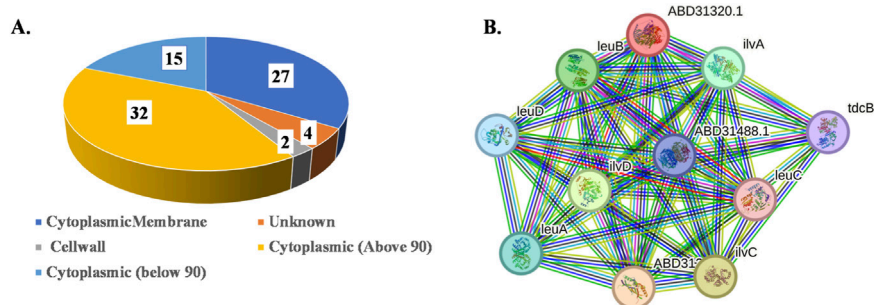 A.
15
27
32
2
4
CytoplasmicMembrane
Unknown
Cellwall
Cytoplasmic (Above 90)
Cytoplasmic (below 90)
B.
ABD31320.1
leuB
ilvA
leuD
tdcB
ABD31488.1
ilvD
leuC
leuA
ilvC